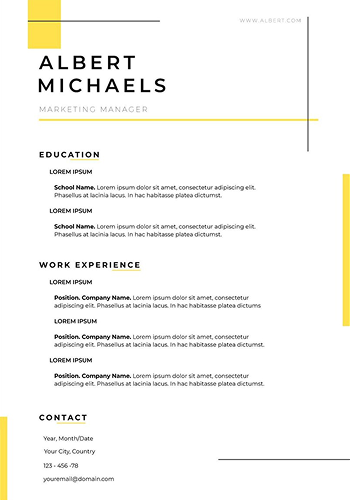 WWW.ALBERT.COM
ALBERT
MICHAELS
MARKETING MANAGER
EDUCATION
LOREM IPSUM
School Name. Lorem ipsum dolor sit amet, consectetur adipiscing elit.
Phasellus at lacinia lacus. In hac habitasse platea dictumst.
LOREM IPSUM
School Name. Lorem ipsum dolor sit amet, consectetur adipiscing elit.
Phasellus at lacinia lacus. In hac habitasse platea dictumst.
WORK EXPERIENCE
LOREM IPSUM
Position. Company Name. Lorem ipsum dolor sit amet, consectetur
adipiscing elit. Phasellus at lacinia lacus. In hac habitasse platea dictums
LOREM IPSUM
Position. Company Name. Lorem ipsum dolor sit amet, consectetur
adipiscing elit. Phasellus at lacinia lacus. In hac habitasse platea dictumst.
LOREM IPSUM
Position. Company Name. Lorem ipsum dolor sit amet, consectetur
adipiscing elit. Phasellus at lacinia lacus. In hac habitasse platea dictumst.
CONTACT
Year, Month/Date
Your City, Country
123 - 456 -78
youremail@domain.com